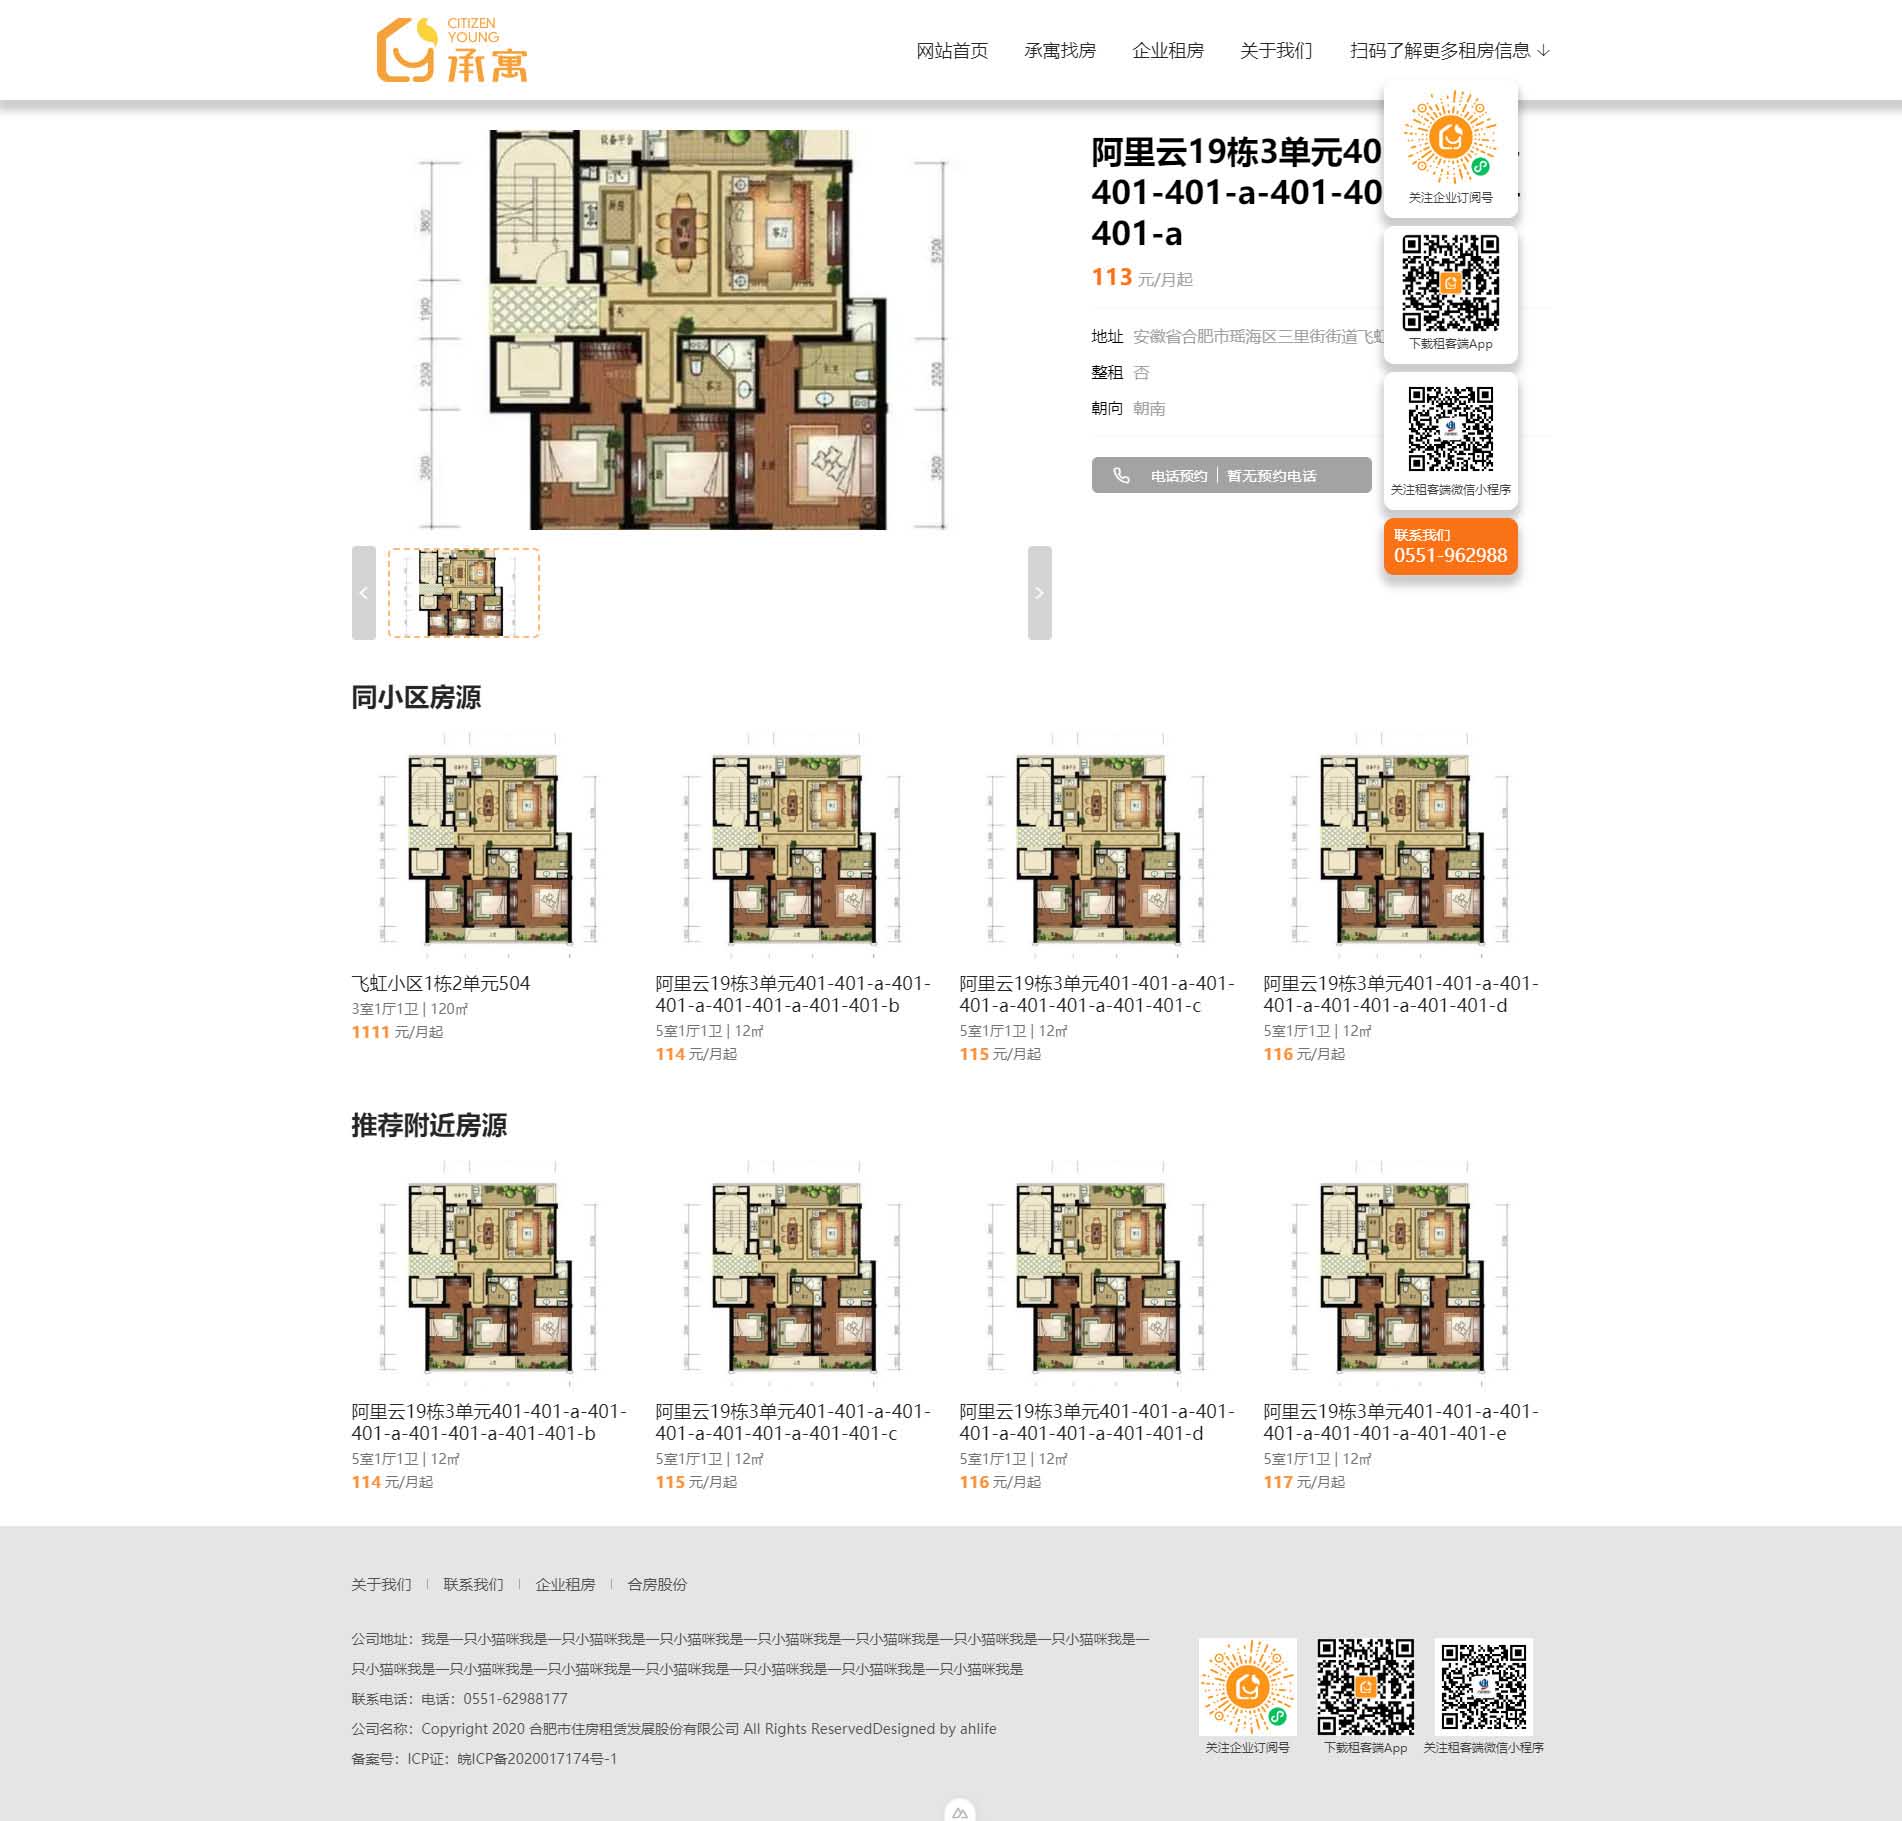 CITIZEN
YOUNG
承寓
网站首页
承寓找房
企业租房
关于我们
扫码了解更多租房信息
阿里云19栋3单元40
401-401-a-401-40
401-a
113 元/月起
地址 安徽省合肥市瑶海区三里街街道飞虹
整租 否
朝向 朝南
电话预约 | 暂无预约电话
关注企业订阅号
下载租客端App
关注租客端微信小程序
联系我们
0551-962988
设备平台
厨房
客厅
3800
1900
2300
3800
5700
2300
3800
同小区房源
飞虹小区1栋2单元504
3室1厅1卫 | 120㎡
1111 元/月起
阿里云19栋3单元401-401-a-401-
401-a-401-401-a-401-401-b
5室1厅1卫 | 12㎡
114 元/月起
阿里云19栋3单元401-401-a-401-
401-a-401-401-a-401-401-c
5室1厅1卫 | 12㎡
115 元/月起
阿里云19栋3单元401-401-a-401-
401-a-401-401-a-401-401-d
5室1厅1卫 | 12㎡
116 元/月起
推荐附近房源
阿里云19栋3单元401-401-a-401-
401-a-401-401-a-401-401-b
5室1厅1卫 | 12㎡
114 元/月起
阿里云19栋3单元401-401-a-401-
401-a-401-401-a-401-401-c
5室1厅1卫 | 12㎡
115 元/月起
阿里云19栋3单元401-401-a-401-
401-a-401-401-a-401-401-d
5室1厅1卫 | 12㎡
116 元/月起
阿里云19栋3单元401-401-a-401-
401-a-401-401-a-401-401-e
5室1厅1卫 | 12㎡
117 元/月起
关于我们 | 联系我们 | 企业租房 | 合房股份
公司地址：我是一只小猫咪我是一只小猫咪我是一只小猫咪我是一只小猫咪我是一只小猫咪我是一只小猫咪我是一只小猫咪我是一
只小猫咪我是一只小猫咪我是一只小猫咪我是一只小猫咪我是一只小猫咪我是一只小猫咪我是一只小猫咪我是
联系电话：电话：0551-62988177
公司名称：Copyright 2020 合肥市住房租赁发展股份有限公司 All Rights ReservedDesigned by ahlife
备案号：ICP证：皖ICP备2020017174号-1
关注企业订阅号
下载租客端App
关注租客端微信小程序